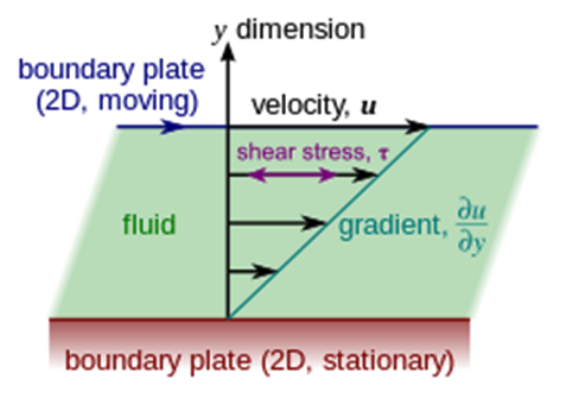 y dimension
boundary plate
(2D, moving)
velocity, u
shear stress, τ
fluid
gradient, ∂u/∂y
boundary plate (2D, stationary)